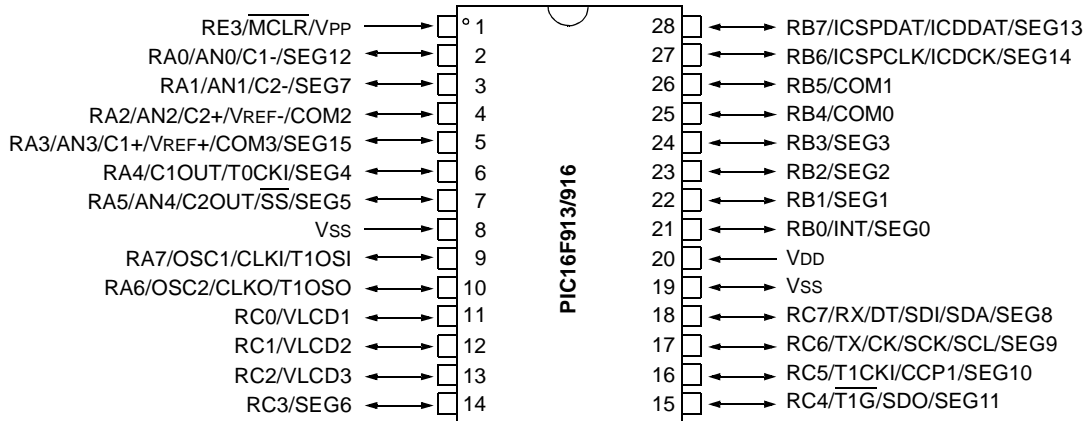 RE3/MCLR/VPP
RA0/AN0/C1-/SEG12
RA1/AN1/C2-/SEG7
RA2/AN2/C2+/VREF-/COM2
RA3/AN3/C1+/VREF+/COM3/SEG15
RA4/C1OUT/T0CKI/SEG4
RA5/AN4/C2OUT/SS/SEG5
VSS
RA7/OSC1/CLKI/T1OSI
RA6/OSC2/CLKO/T1OSO
RC0/VLCD1
RC1/VLCD2
RC2/VLCD3
RC3/SEG6
1
2
3
4
5
6
7
8
9
10
11
12
13
14
PIC16F913/916
28
27
26
25
24
23
22
21
20
19
18
17
16
15
RB7/ICSPDAT/ICDDAT/SEG13
RB6/ICSPCLK/ICDCK/SEG14
RB5/COM1
RB4/COM0
RB3/SEG3
RB2/SEG2
RB1/SEG1
RB0/INT/SEG0
VDD
VSS
RC7/RX/DT/SDI/SDA/SEG8
RC6/TX/CK/SCK/SCL/SEG9
RC5/T1CKI/CCP1/SEG10
RC4/T1G/SDO/SEG11